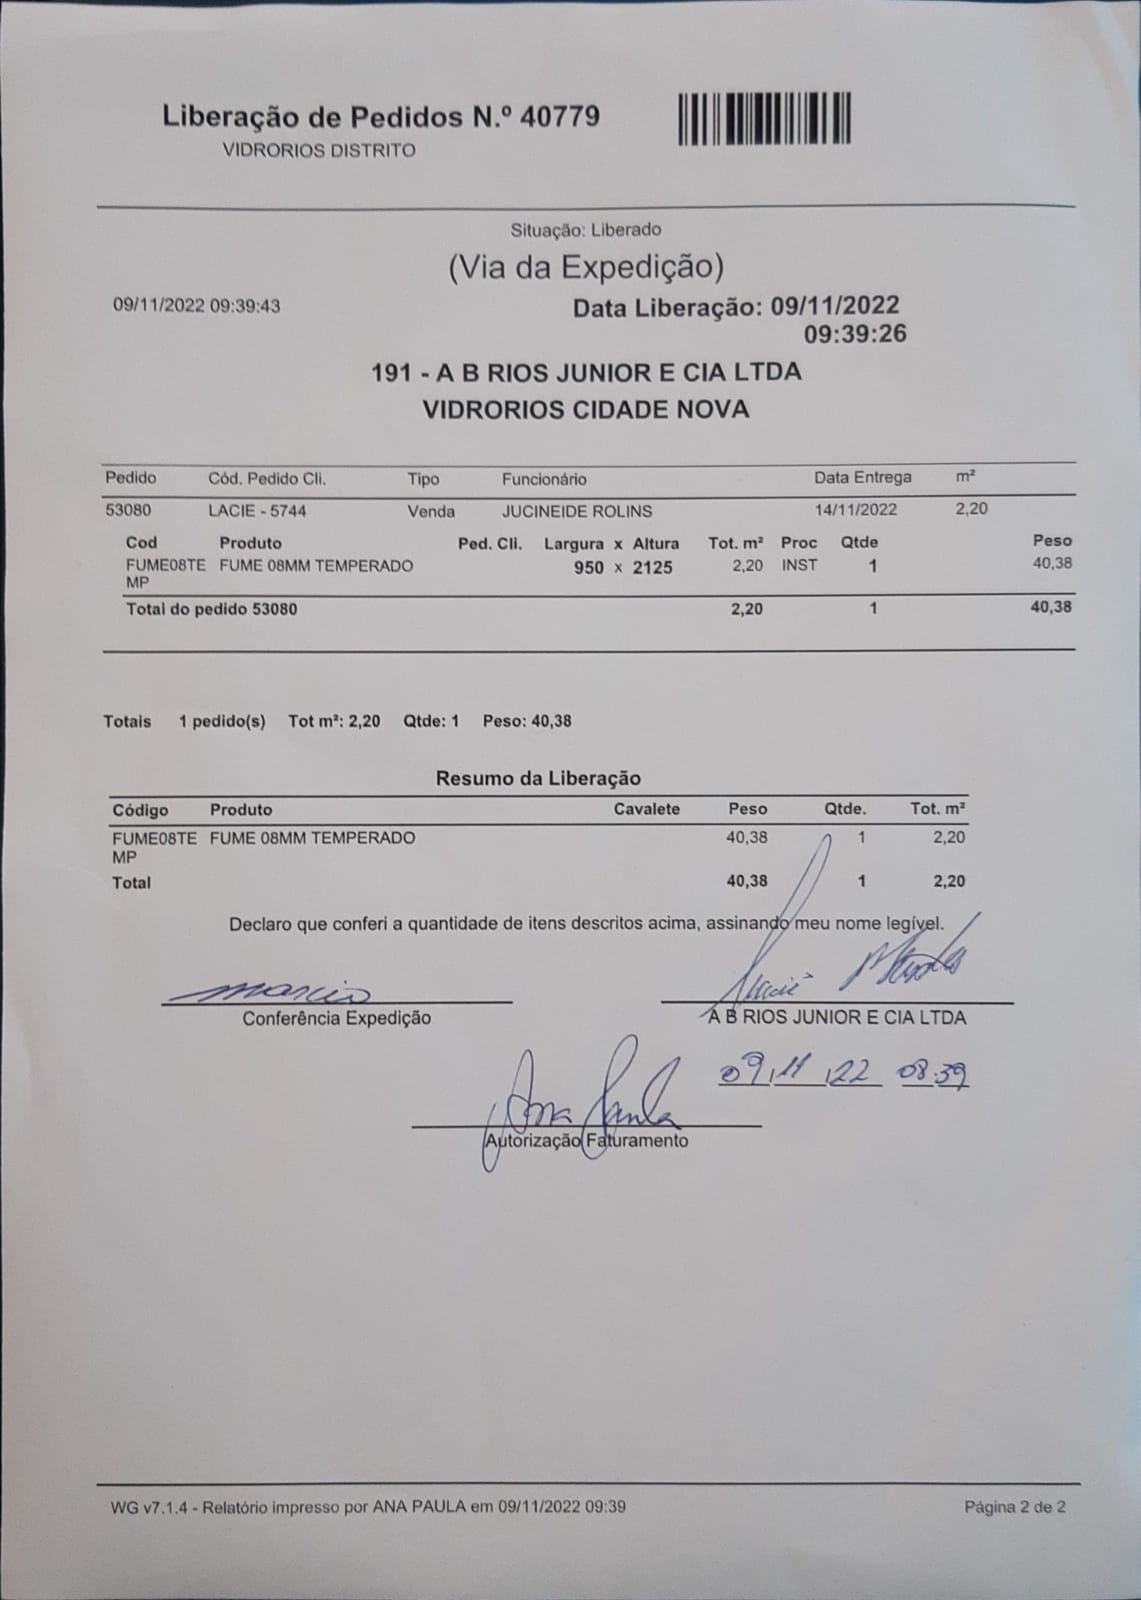 Liberação de Pedidos N.º 40779
VIDRORIOS DISTRITO
Situação: Liberado
(Via da Expedição)
09/11/2022 09:39:43
Data Liberação: 09/11/2022
09:39:26
191 - A B RIOS JUNIOR E CIA LTDA
VIDRORIOS CIDADE NOVA
Pedido Cód. Pedido Cli. Tipo Funcionário Data Entrega m²
53080 LACIE - 5744 Venda JUCINEIDE ROLINS 14/11/2022 2,20
Cod Produto Ped. Cli. Largura x Altura Tot. m² Proc Qtde Peso
FUME08TE FUME 08MM TEMPERADO 950 x 2125 2,20 INST 1 40,38
MP
Total do pedido 53080 2,20 1 40,38
Totais 1 pedido(s) Tot m²: 2,20 Qtde: 1 Peso: 40,38
Resumo da Liberação
Código Produto Cavalete Peso Qtde. Tot. m²
FUME08TE FUME 08MM TEMPERADO 40,38 1 2,20
MP
Total 40,38 1 2,20
Declaro que conferi a quantidade de itens descritos acima, assinando meu nome legível.
marcio
Conferência Expedição
A B RIOS JUNIOR E CIA LTDA
09,11,22 08:39
Ana Paula
Autorização Faturamento
WG v7.1.4 - Relatório impresso por ANA PAULA em 09/11/2022 09:39
Página 2 de 2